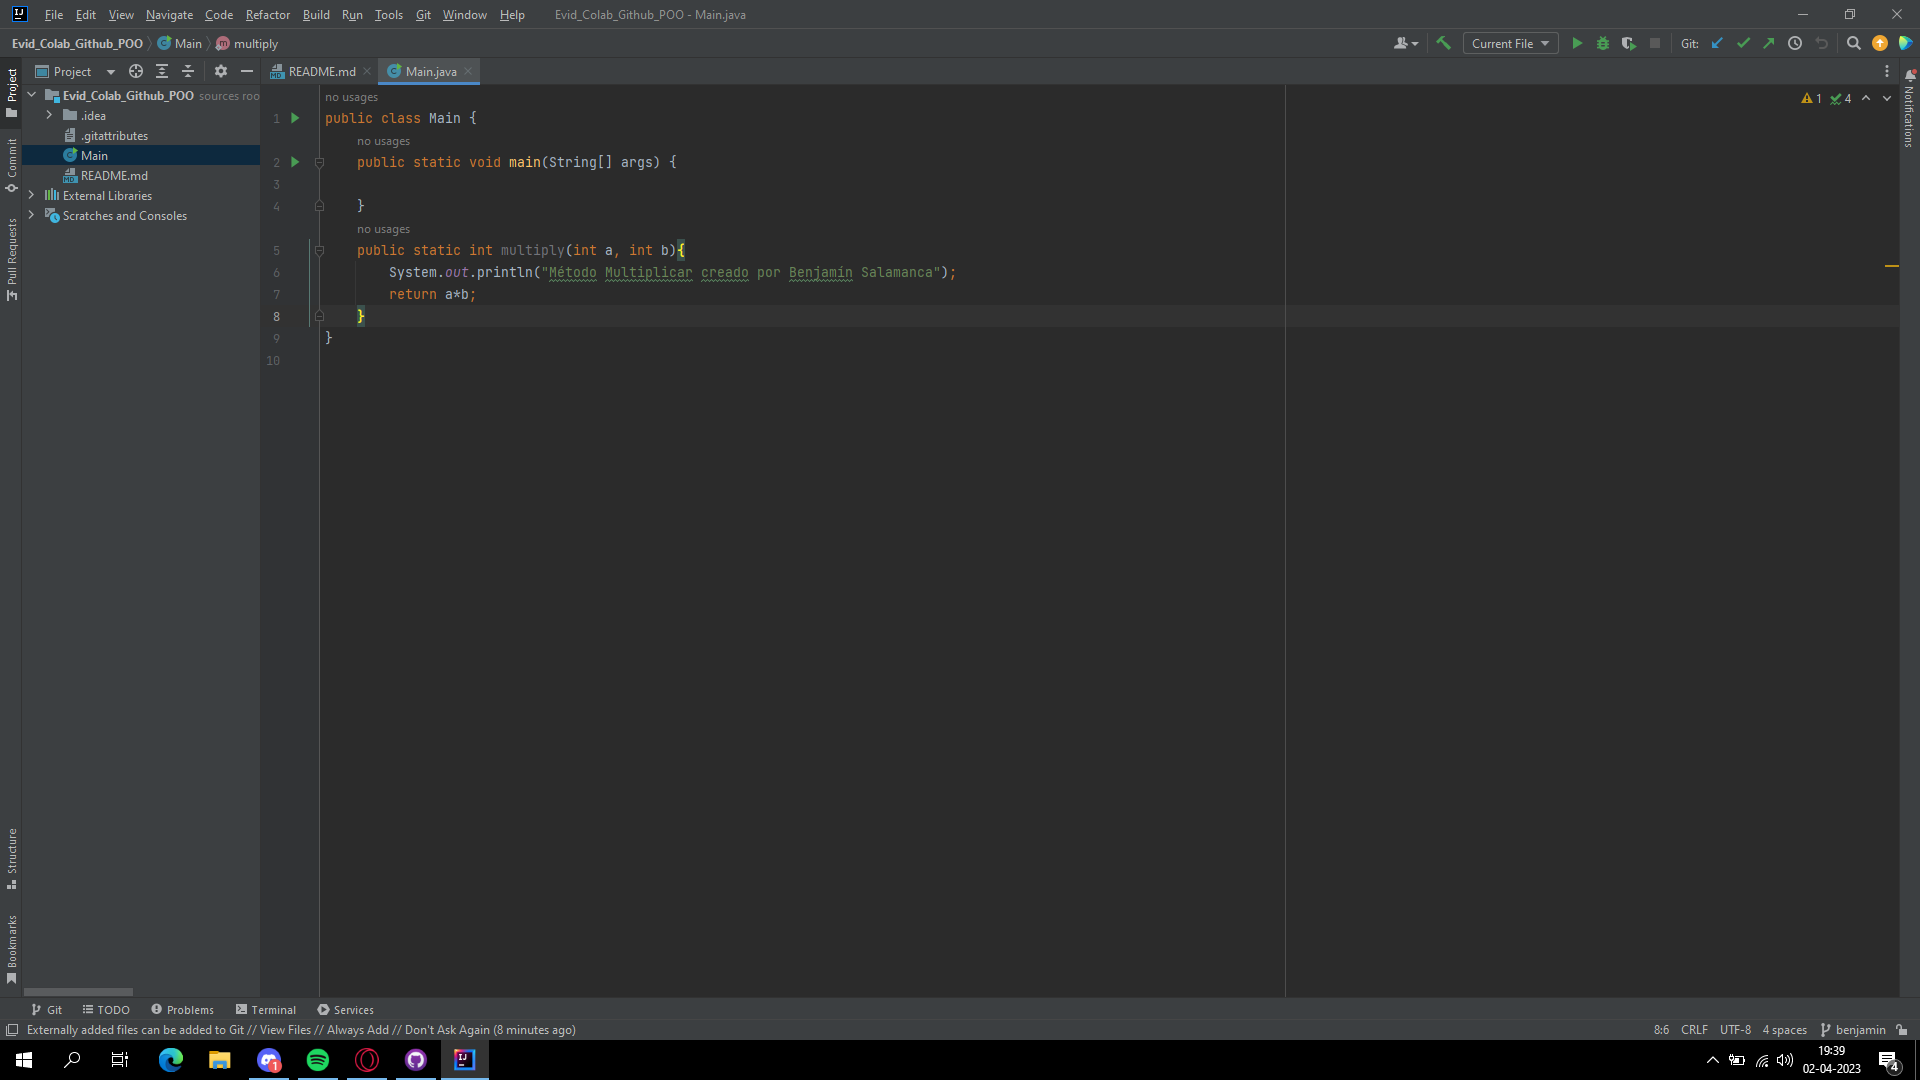 File Edit View Navigate Code Refactor Build Run Tools Git Window Help Evid_Colab_Github_POO - Main.java
Evid_Colab_Github_POO Main multiply Current File Git:
Project README.md Main.java
Evid_Colab_Github_POO sources roo
.idea
.gitattributes
Main
README.md
External Libraries
Scratches and Consoles
Project
Commit
Pull Requests
Structure
Bookmarks
Notifications
1 4
no usages
1 public class Main {
no usages
2 public static void main(String[] args) {
3
4 }
no usages
5 public static int multiply(int a, int b){
6 System.out.println("Método Multiplicar creado por Benjamín Salamanca");
7 return a*b;
8 }
9 }
10
Git TODO Problems Terminal Services
Externally added files can be added to Git // View Files // Always Add // Don't Ask Again (8 minutes ago) 8:6 CRLF UTF-8 4 spaces benjamin
19:39
02-04-2023
1
4